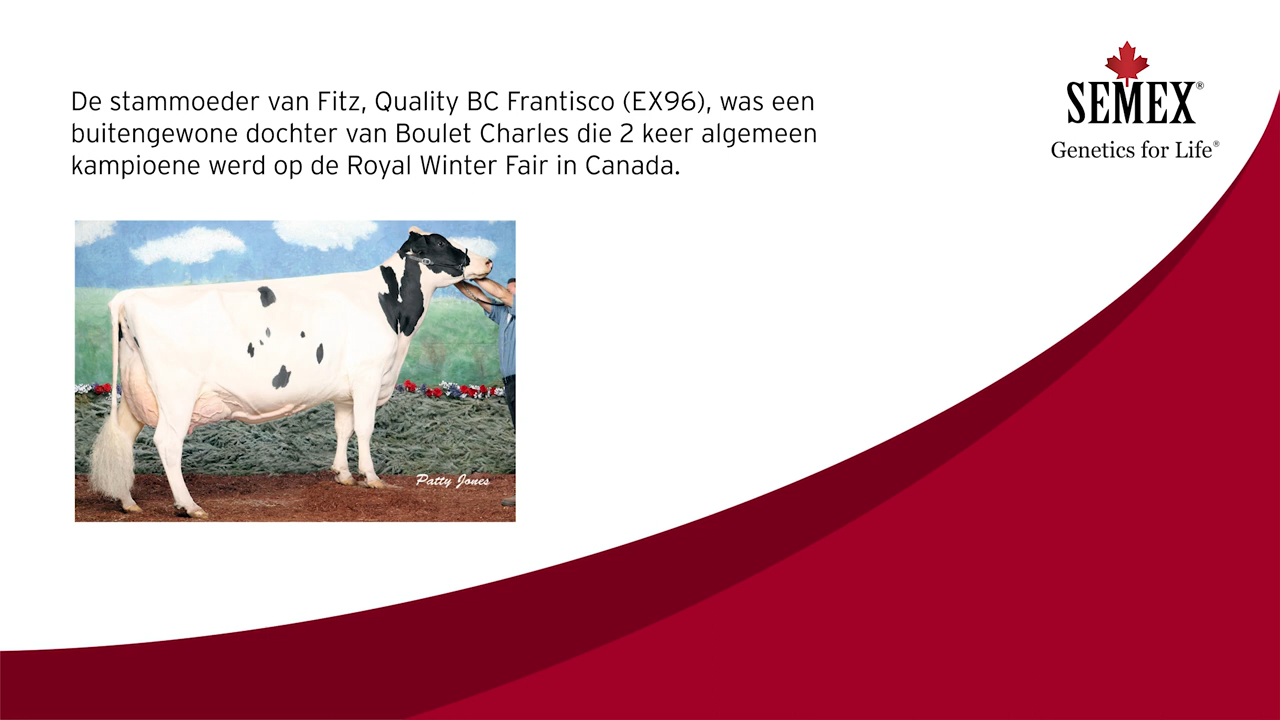 De stammoeder van Fitz, Quality BC Frantisco (EX96), was een
buitengewone dochter van Boulet Charles die 2 keer algemeen
kampioene werd op de Royal Winter Fair in Canada.
SEMEX®
Genetics for Life®
Patty Jones